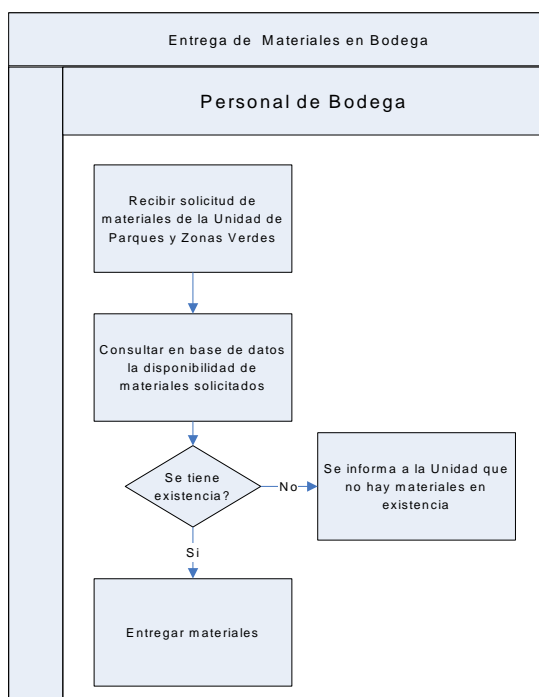 Entrega de Materiales en Bodega
Personal de Bodega
Recibir solicitud de
materiales de la Unidad de
Parques y Zonas Verdes
Consultar en base de datos
la disponibilidad de
materiales solicitados
Se tiene
existencia?
No
Se informa a la Unidad que
no hay materiales en
existencia
Si
Entregar materiales